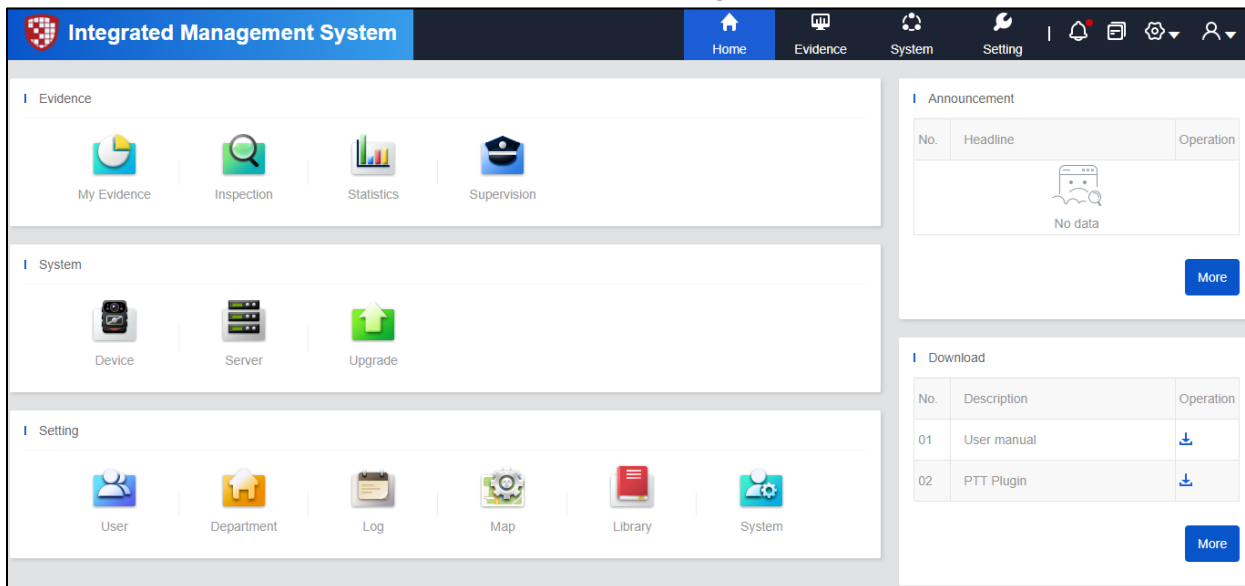 Integrated Management System
Home Evidence System Setting
Evidence
My Evidence Inspection Statistics Supervision
System
Device Server Upgrade
Setting
User Department Log Map Library System
Announcement
No. Headline Operation
No data
More
Download
No. Description Operation
01 User manual
02 PTT Plugin
More